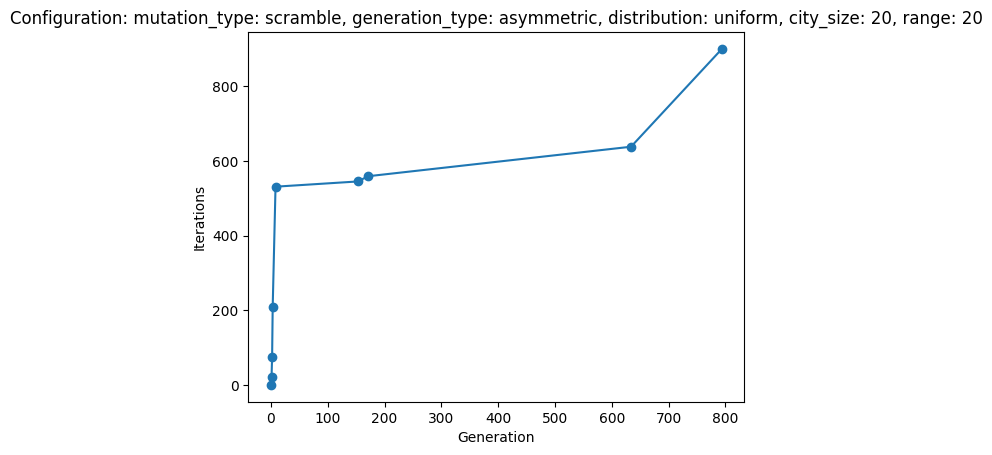 Configuration: mutation_type: scramble, generation_type: asymmetric, distribution: uniform, city_size: 20, range: 20
800
600
400
200
0
Iterations
0 100 200 300 400 500 600 700 800
Generation